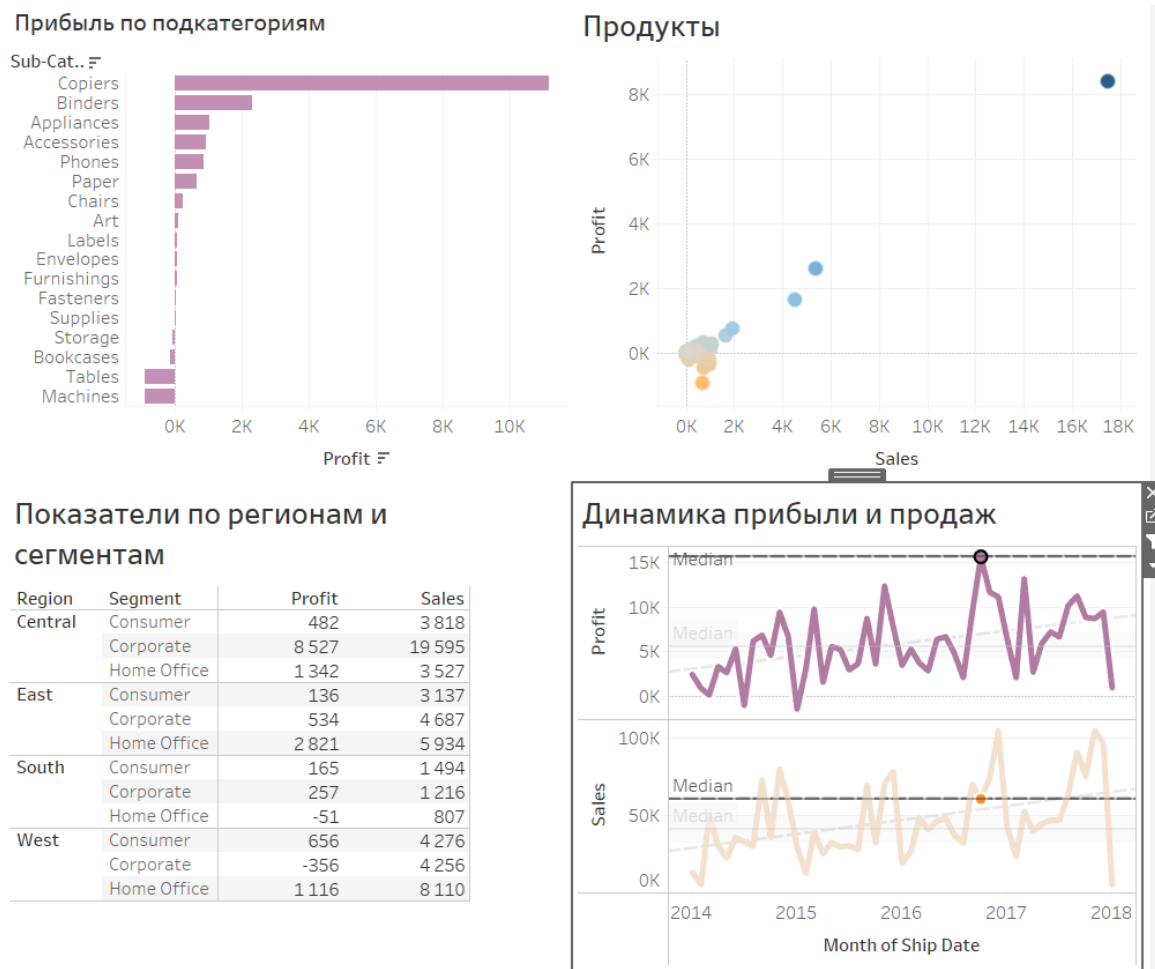 Прибыль по подкатегориям
Sub-Cat..
Copiers
Binders
Appliances
Accessories
Phones
Paper
Chairs
Art
Labels
Envelopes
Furnishings
Fasteners
Supplies
Storage
Bookcases
Tables
Machines
0K 2K 4K 6K 8K 10K
Profit
Продукты
8K
6K
4K
2K
0K
Profit
0K 2K 4K 6K 8K 10K 12K 14K 16K 18K
Sales
Показатели по регионам и
сегментам
Region Segment Profit Sales
Central Consumer 482 3 818
Corporate 8 527 19 595
Home Office 1 342 3 527
East Consumer 136 3 137
Corporate 534 4 687
Home Office 2 821 5 934
South Consumer 165 1 494
Corporate 257 1 216
Home Office -51 807
West Consumer 656 4 276
Corporate -356 4 256
Home Office 1 116 8 110
Динамика прибыли и продаж
15K
Median
10K
Median
5K
0K
Profit
100K
Median
50K
Median
0K
Sales
2014 2015 2016 2017 2018
Month of Ship Date